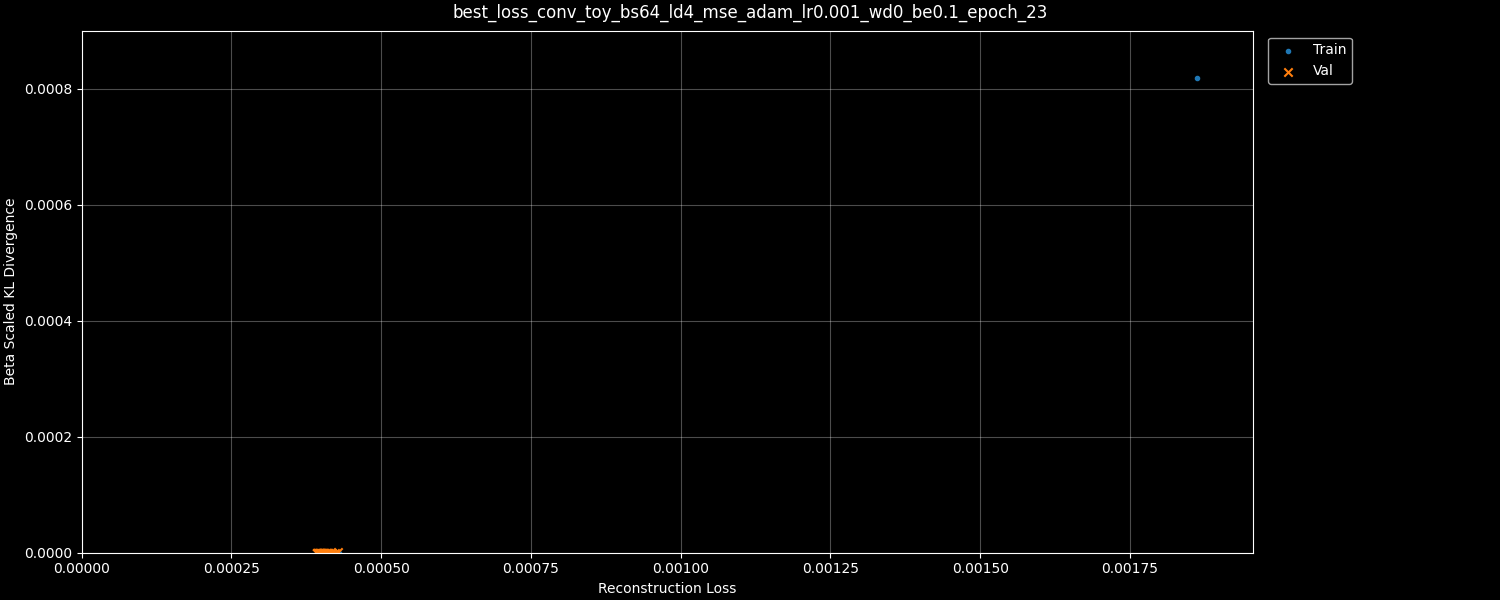 best_loss_conv_toy_bs64_ld4_mse_adam_lr0.001_wd0_be0.1_epoch_23
Train
Val
Beta Scaled KL Divergence
0.0008
0.0006
0.0004
0.0002
0.0000
0.00000 0.00025 0.00050 0.00075 0.00100 0.00125 0.00150 0.00175
Reconstruction Loss